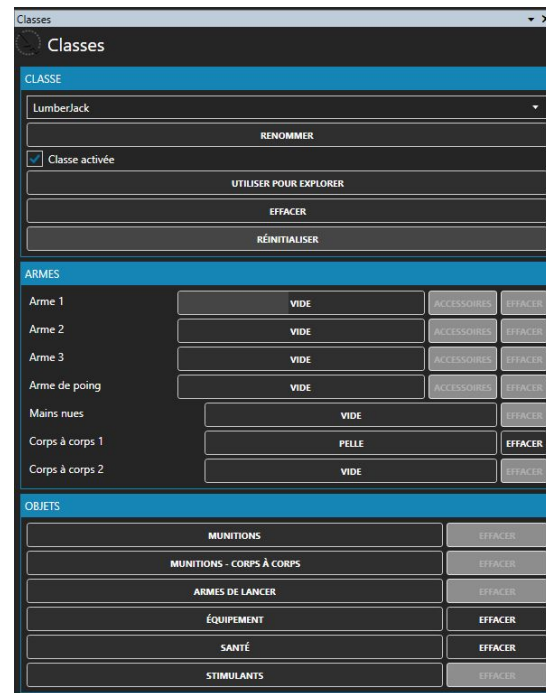 Classes
Classes
CLASSE
LumberJack
RENOMMER
Classe activée
UTILISER POUR EXPLORER
EFFACER
RÉINITIALISER
ARMES
Arme 1 VIDE ACCESSOIRES EFFACER
Arme 2 VIDE ACCESSOIRES EFFACER
Arme 3 VIDE ACCESSOIRES EFFACER
Arme de poing VIDE ACCESSOIRES EFFACER
Mains nues VIDE EFFACER
Corps à corps 1 PELLE EFFACER
Corps à corps 2 VIDE EFFACER
OBJETS
MUNITIONS EFFACER
MUNITIONS - CORPS À CORPS EFFACER
ARMES DE LANCER EFFACER
ÉQUIPEMENT EFFACER
SANTÉ EFFACER
STIMULANTS EFFACER